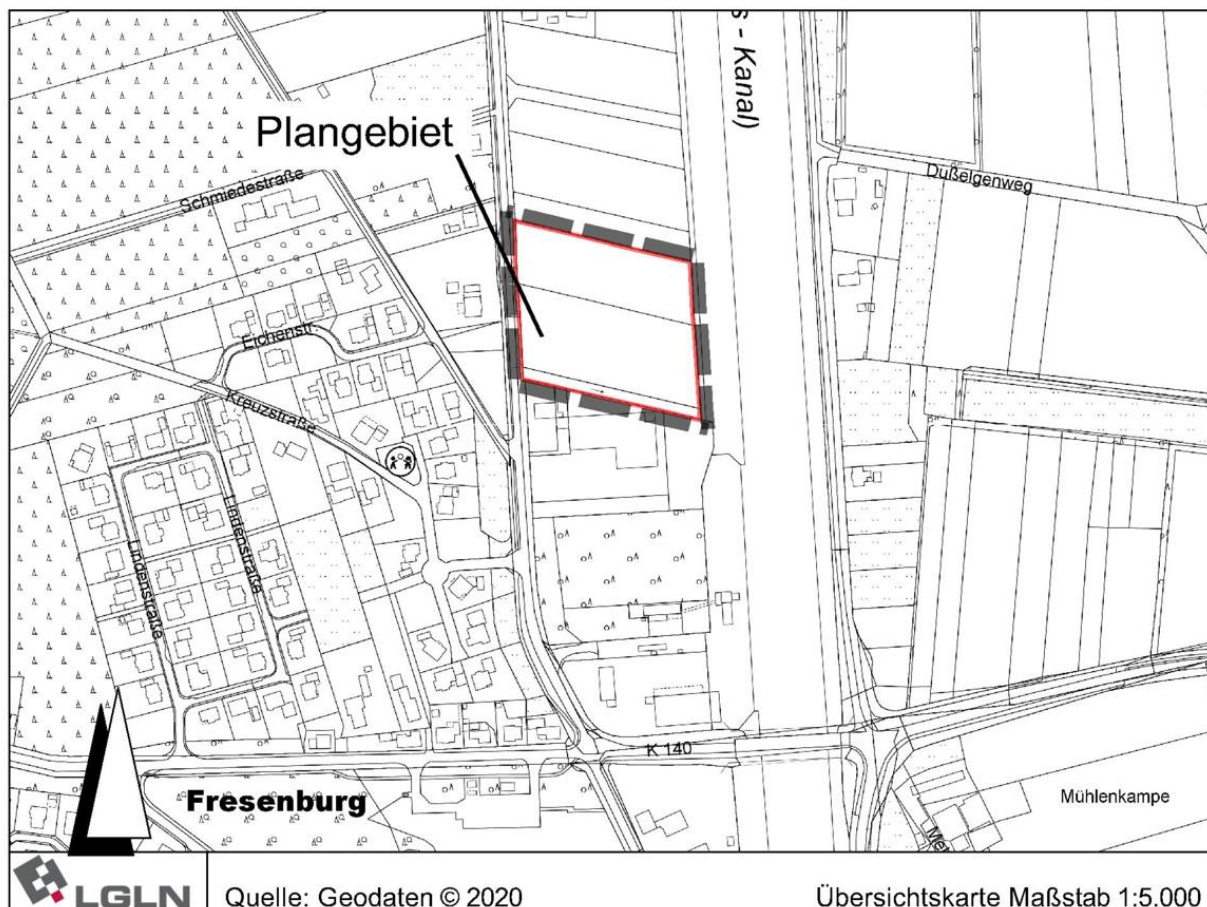 s - Kanal)
Plangebiet
Schmiedestraße
Dußelgenweg
Eichenstr.
Kreuzstraße
Lindenstraße
Lindenstraße
K 140
Fresenburg
Mühlenkampe
LGLN
Quelle: Geodaten © 2020
Übersichtskarte Maßstab 1:5.000